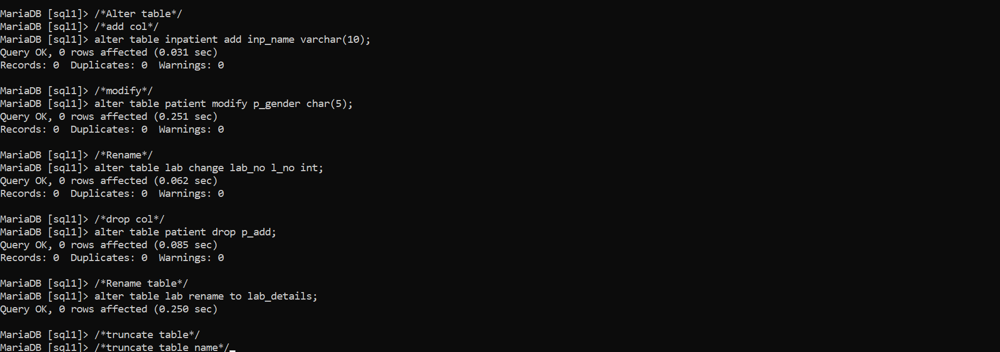 MariaDB [sql1]> /*Alter table*/
MariaDB [sql1]> /*add col*/
MariaDB [sql1]> alter table inpatient add inp_name varchar(10);
Query OK, 0 rows affected (0.031 sec)
Records: 0  Duplicates: 0  Warnings: 0
MariaDB [sql1]> /*modify*/
MariaDB [sql1]> alter table patient modify p_gender char(5);
Query OK, 0 rows affected (0.251 sec)
Records: 0  Duplicates: 0  Warnings: 0
MariaDB [sql1]> /*Rename*/
MariaDB [sql1]> alter table lab change lab_no l_no int;
Query OK, 0 rows affected (0.062 sec)
Records: 0  Duplicates: 0  Warnings: 0
MariaDB [sql1]> /*drop col*/
MariaDB [sql1]> alter table patient drop p_add;
Query OK, 0 rows affected (0.085 sec)
Records: 0  Duplicates: 0  Warnings: 0
MariaDB [sql1]> /*Rename table*/
MariaDB [sql1]> alter table lab rename to lab_details;
Query OK, 0 rows affected (0.250 sec)
MariaDB [sql1]> /*truncate table*/
MariaDB [sql1]> /*truncate table name*/